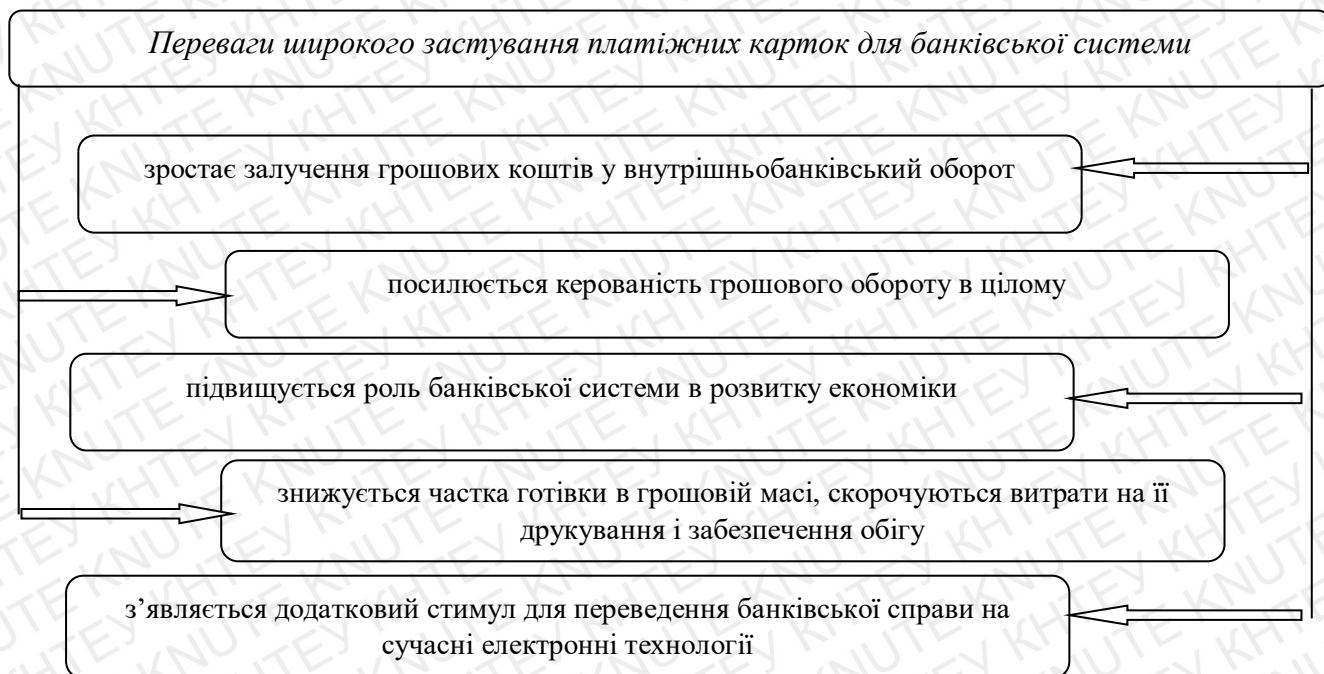 Переваги широкого застування платіжних карток для банківської системи
зростає залучення грошових коштів у внутрішньобанківський оборот
посилюється керованість грошового обороту в цілому
підвищується роль банківської системи в розвитку економіки
знижується частка готівки в грошовій масі, скорочуються витрати на її
друкування і забезпечення обігу
з’являється додатковий стимул для переведення банківської справи на
сучасні електронні технології